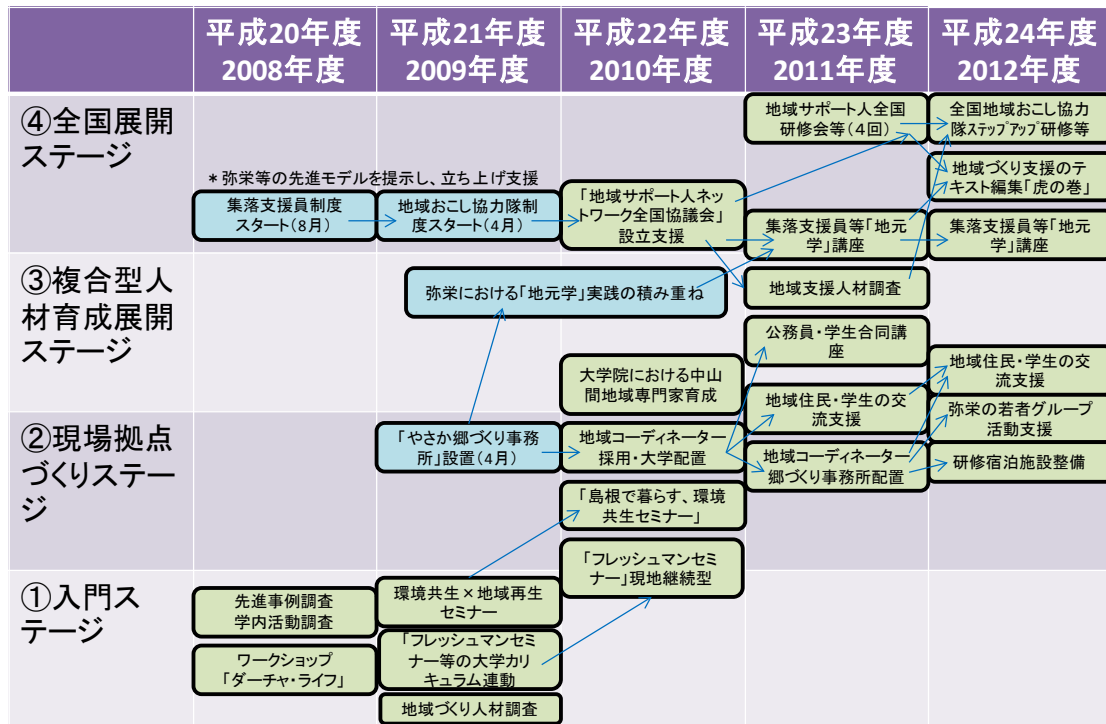 平成20年度
2008年度
平成21年度
2009年度
平成22年度
2010年度
平成23年度
2011年度
平成24年度
2012年度
④全国展開
ステージ
地域サポート人全国
研修会等(4回)
全国地域おこし協力
隊ステップアップ研修等
地域づくり支援のテ
キスト編集「虎の巻」
＊弥栄等の先進モデルを提示し、立ち上げ支援
集落支援員制度
スタート(8月)
地域おこし協力隊制
度スタート(4月)
「地域サポート人ネッ
トワーク全国協議会」
設立支援
集落支援員等「地元
学」講座
集落支援員等「地元
学」講座
③複合型人
材育成展開
ステージ
弥栄における「地元学」実践の積み重ね
地域支援人材調査
公務員・学生合同講
座
大学院における中山
間地域専門家育成
地域住民・学生の交
流支援
地域住民・学生の交
流支援
②現場拠点
づくりステー
ジ
「やさか郷づくり事務
所」設置(4月)
地域コーディネーター
採用・大学配置
地域コーディネーター
郷づくり事務所配置
弥栄の若者グループ
活動支援
研修宿泊施設整備
「島根で暮らす、環境
共生セミナー」
「フレッシュマンセミ
ナー」現地継続型
①入門ス
テージ
先進事例調査
学内活動調査
環境共生×地域再生
セミナー
ワークショップ
「ダーチャ・ライフ」
「フレッシュマンセミ
ナー等の大学カリ
キュラム連動
地域づくり人材調査